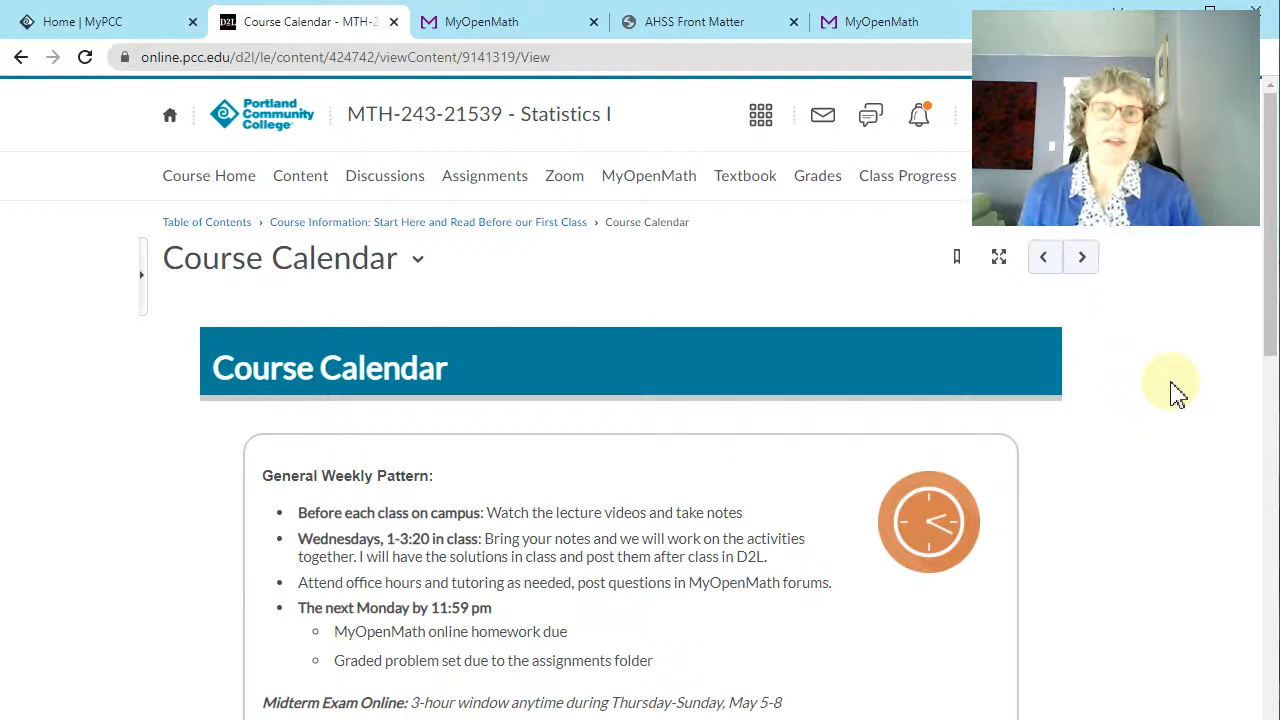 Home | MyPCC
Course Calendar - MTH-2
MyOpenMath
AHSS Front Matter
MyOpenMath
online.pcc.edu/d2l/le/content/424742/viewContent/9141319/View
Portland
Community
College
MTH-243-21539 - Statistics I
Course Home Content Discussions Assignments Zoom MyOpenMath Textbook Grades Class Progress
Table of Contents › Course Information: Start Here and Read Before our First Class › Course Calendar
Course Calendar
Course Calendar
General Weekly Pattern:
• Before each class on campus: Watch the lecture videos and take notes
• Wednesdays, 1-3:20 in class: Bring your notes and we will work on the activities
together. I will have the solutions in class and post them after class in D2L.
• Attend office hours and tutoring as needed, post questions in MyOpenMath forums.
• The next Monday by 11:59 pm
○ MyOpenMath online homework due
○ Graded problem set due to the assignments folder
Midterm Exam Online: 3-hour window anytime during Thursday-Sunday, May 5-8